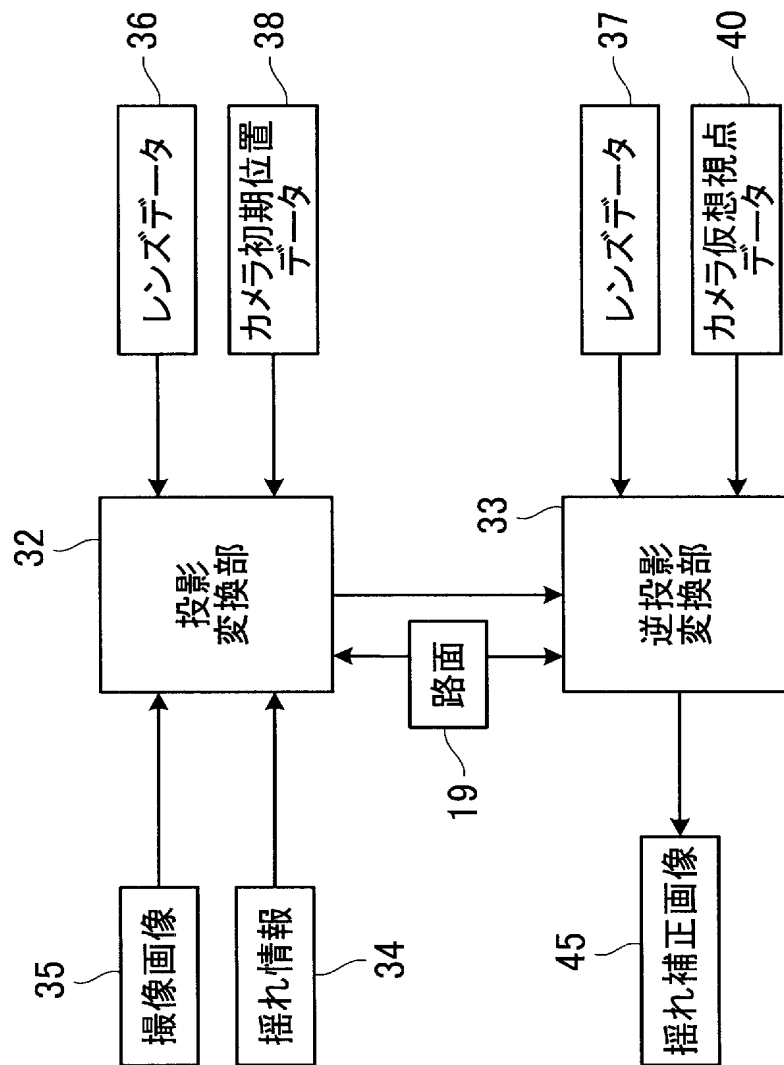 35
撮像画像
揺れ情報
34
32
投影
変換部
36
レンズデータ
カメラ初期位置
データ
38
路面
19
33
逆投影
変換部
37
レンズデータ
カメラ仮想視点
データ
40
揺れ補正画像
45